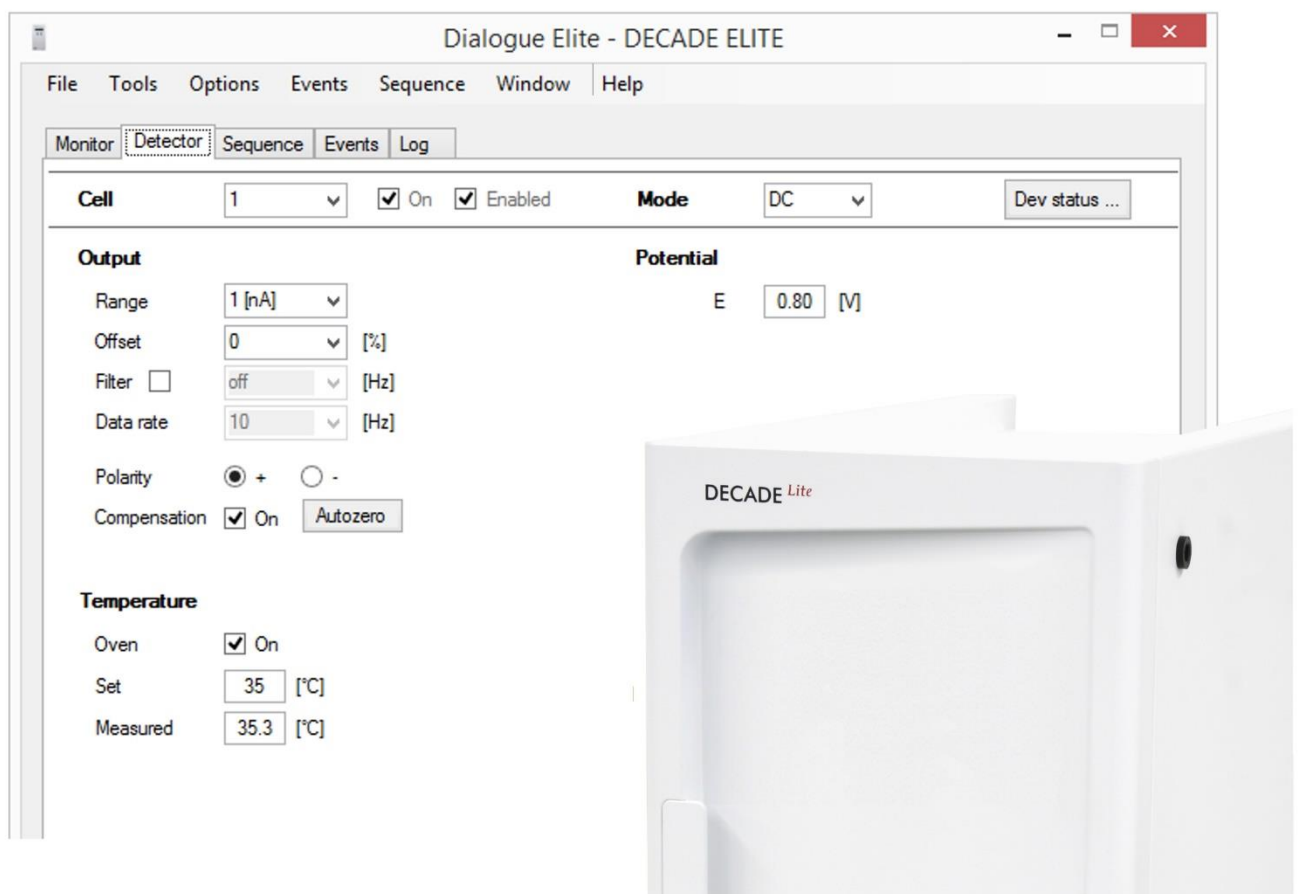 Dialogue Elite - DECADE ELITE
File Tools Options Events Sequence Window Help
Monitor Detector Sequence Events Log
Cell 1 On Enabled Mode DC Dev status ...
Output Potential
Range 1 [nA] E 0.80 [V]
Offset 0 [%]
Filter off [Hz]
Data rate 10 [Hz]
Polarity + -
Compensation On Autozero
Temperature
Oven On
Set 35 [°C]
Measured 35.3 [°C]
DECADE Lite